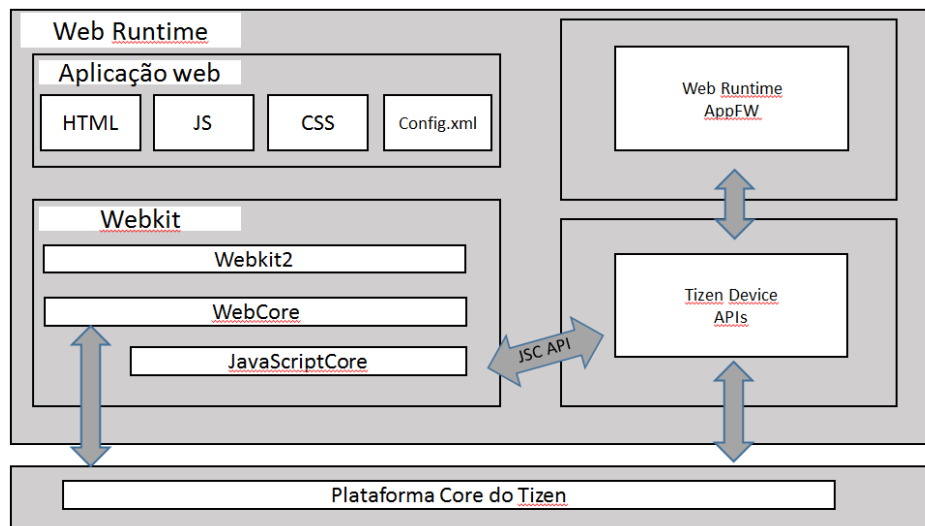 Web Runtime
Aplicação web
HTML
JS
CSS
Config.xml
Web Runtime
AppFW
Webkit
Webkit2
WebCore
JavaScriptCore
JSC API
Tizen Device
APIs
Plataforma Core do Tizen